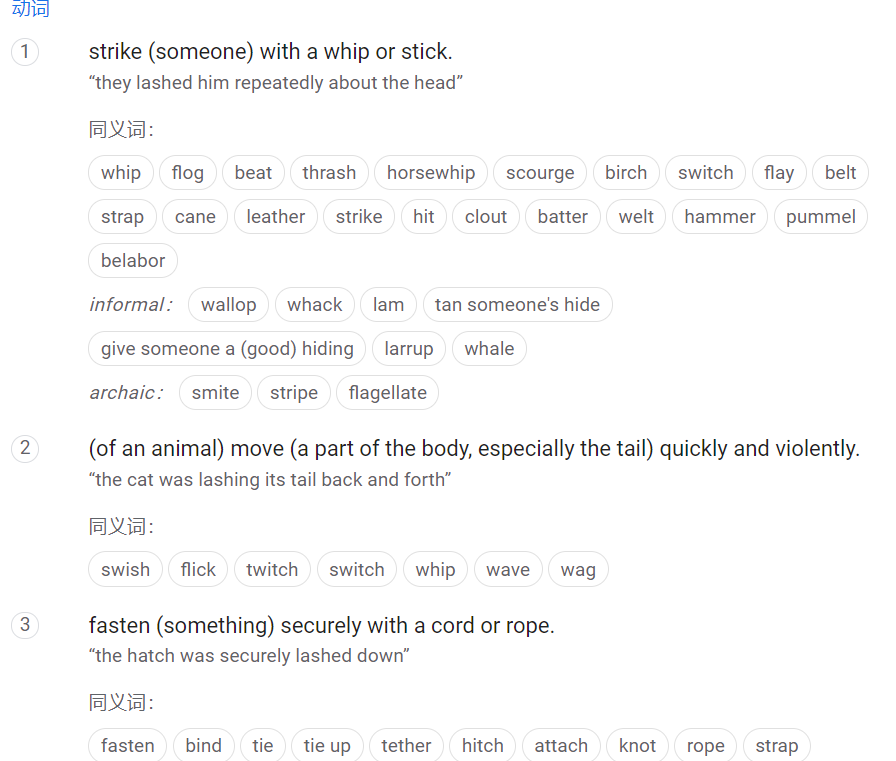 动词
1 strike (someone) with a whip or stick.
“they lashed him repeatedly about the head”
同义词：
whip flog beat thrash horsewhip scourge birch switch flay belt
strap cane leather strike hit clout batter welt hammer pummel
belabor
informal： wallop whack lam tan someone's hide
give someone a (good) hiding larrup whale
archaic： smite stripe flagellate
2 (of an animal) move (a part of the body, especially the tail) quickly and violently.
“the cat was lashing its tail back and forth”
同义词：
swish flick twitch switch whip wave wag
3 fasten (something) securely with a cord or rope.
“the hatch was securely lashed down”
同义词：
fasten bind tie tie up tether hitch attach knot rope strap